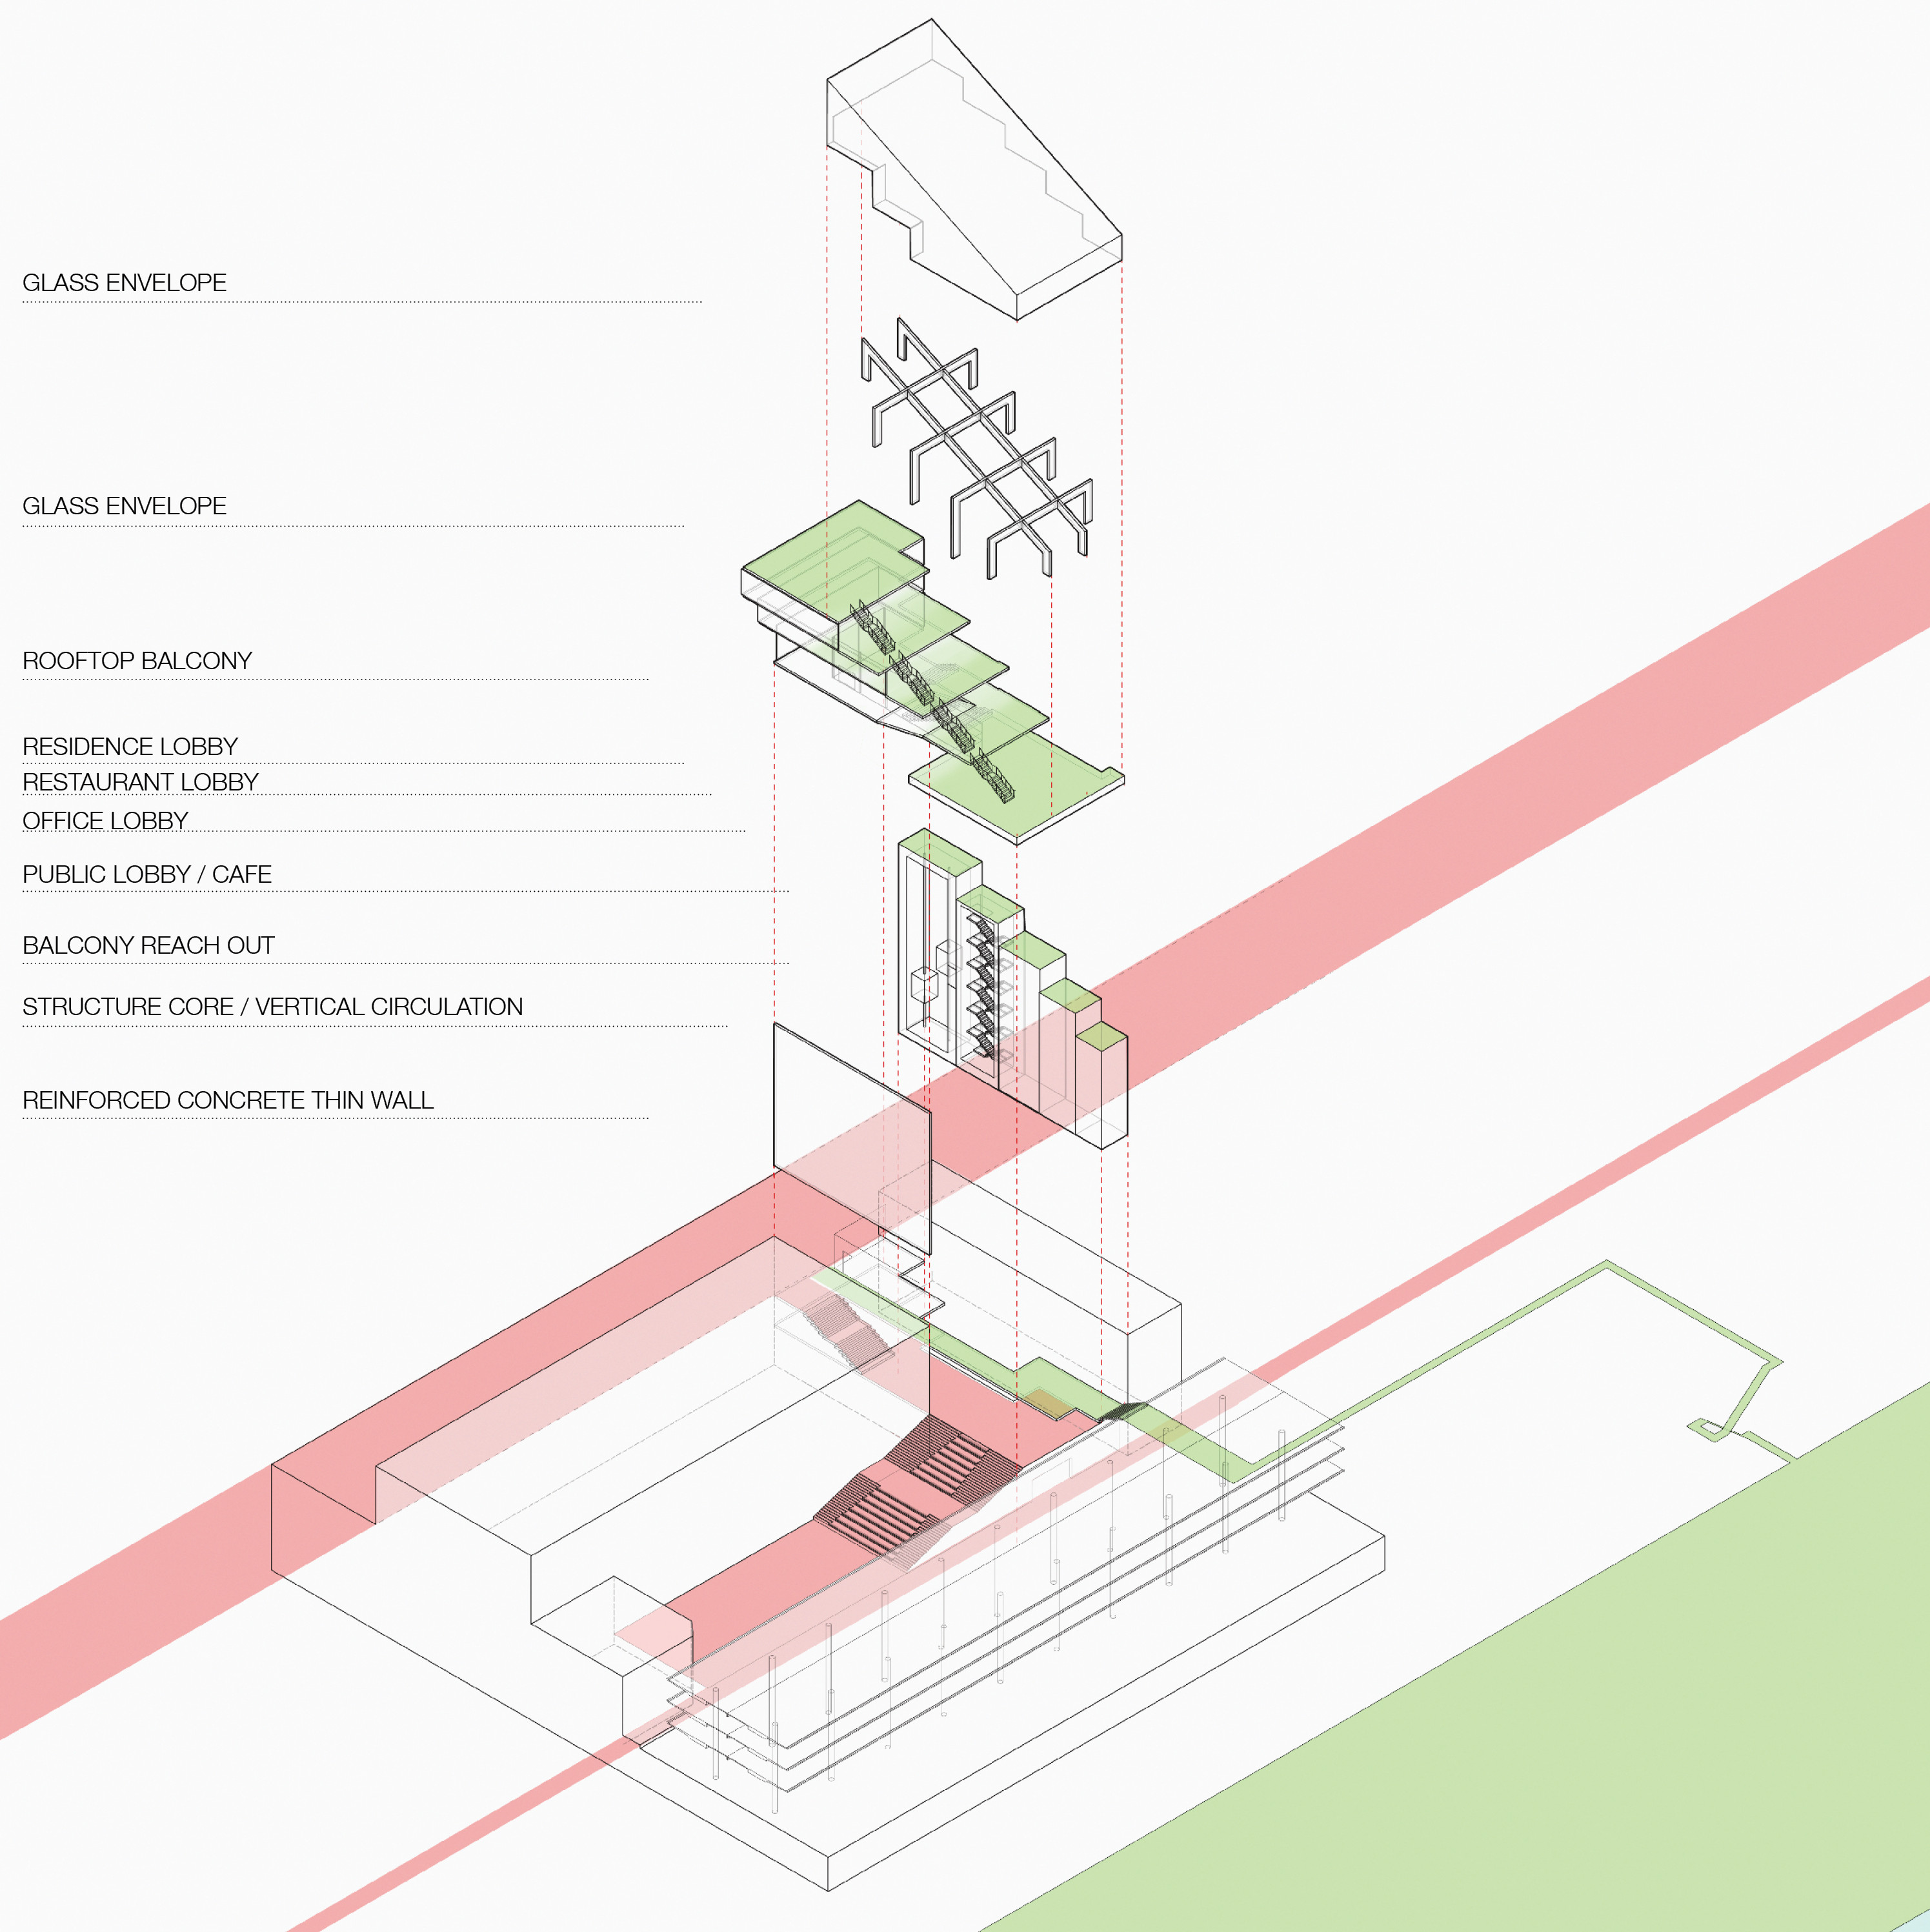 GLASS ENVELOPE
GLASS ENVELOPE
ROOFTOP BALCONY
RESIDENCE LOBBY
RESTAURANT LOBBY
OFFICE LOBBY
PUBLIC LOBBY / CAFE
BALCONY REACH OUT
STRUCTURE CORE / VERTICAL CIRCULATION
REINFORCED CONCRETE THIN WALL